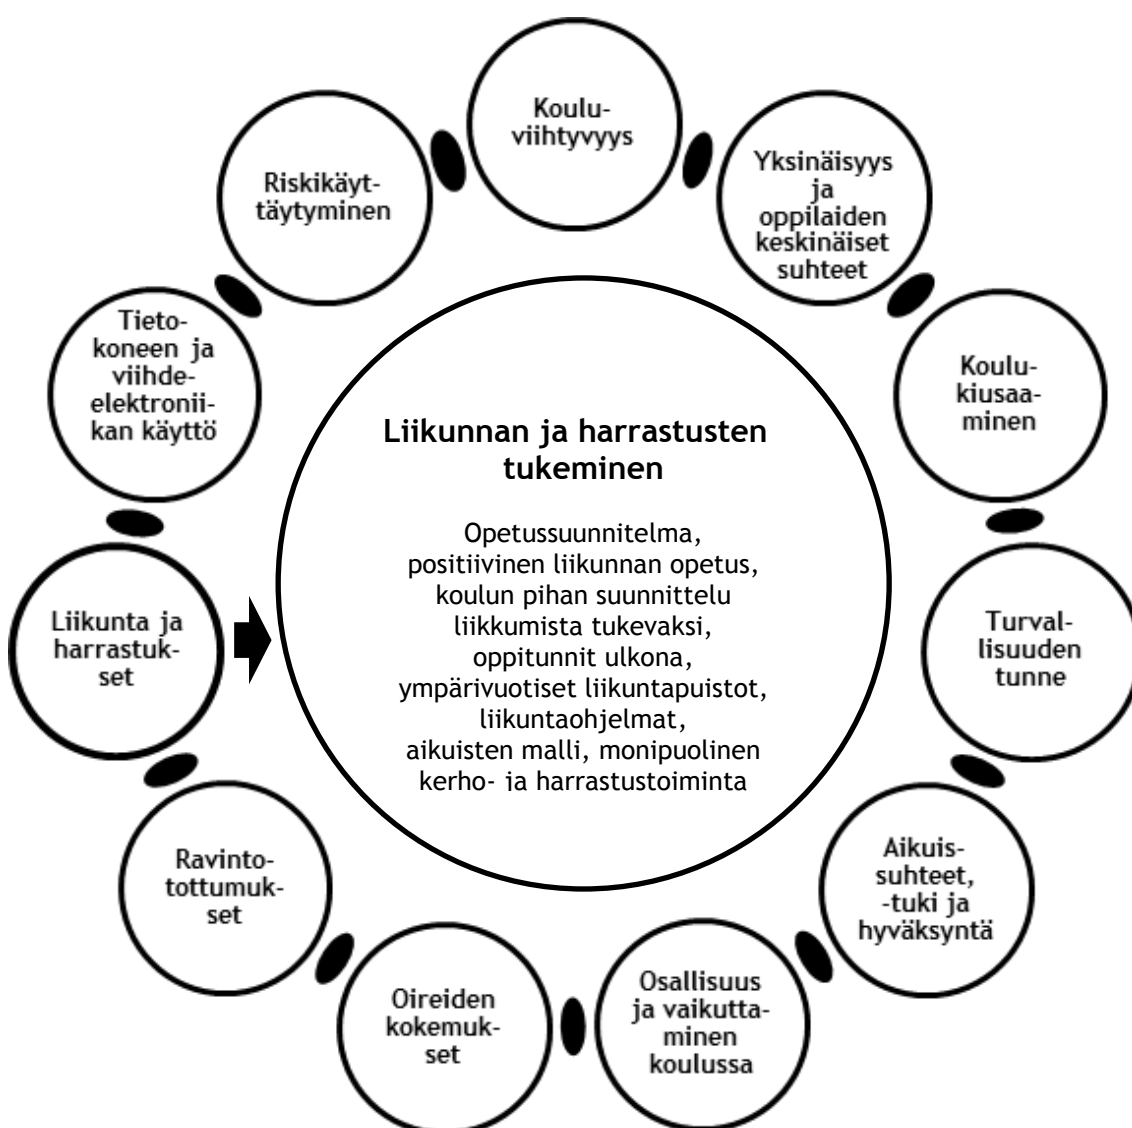 Koulu-
viihtyvyys
Yksinäisyys
ja
oppilaiden
keskinäiset
suhteet
Koulu-
kiusaa-
minen
Turval-
lisuuden
tunne
Aikuis-
suhteet,
-tuki ja
hyväksyntä
Osallisuus
ja vaikutta-
minen
koulussa
Oireiden
kokemuk-
set
Ravinto-
tottumuk-
set
Liikunta ja
harrastuk-
set
Tieto-
koneen ja
viihde-
elektronii-
kan käyttö
Riskikäyt-
täytyminen
Liikunnan ja harrastusten
tukeminen
Opetussuunnitelma,
positiivinen liikunnan opetus,
koulun pihan suunnittelu
liikkumista tukevaksi,
oppitunnit ulkona,
ympärivuotiset liikuntapuistot,
liikuntaohjelmat,
aikuisten malli, monipuolinen
kerho- ja harrastustoiminta